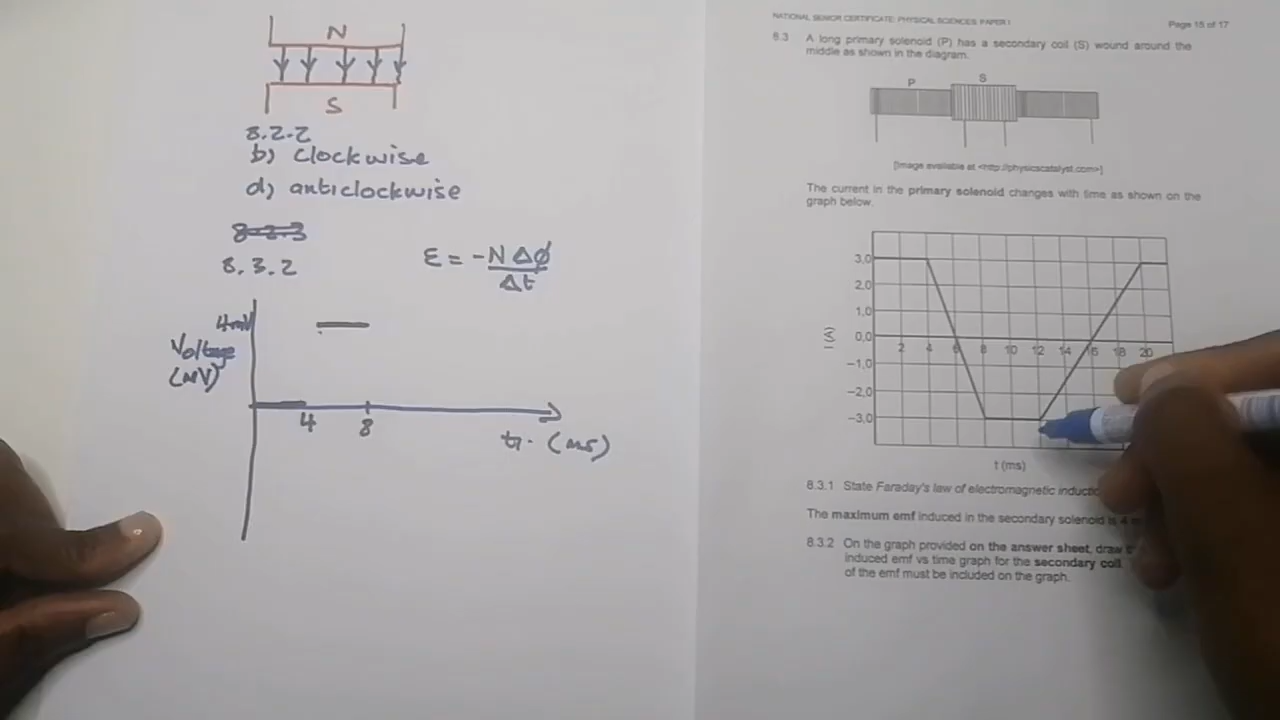 N
S
8.2.2
b) clockwise
d) anticlockwise
8.2.3
8.3.2
ε = -NΔφ
Δt
4mV
Voltage
(mV)
4
8
(ms)
NATIONAL SENIOR CERTIFICATE: PHYSICAL SCIENCES: PAPER I
Page 15 of 17
8.3 A long primary solenoid (P) has a secondary coil (S) wound around the
middle as shown in the diagram.
P
S
[Image available at <http://physicscatalyst.com>]
The current in the primary solenoid changes with time as shown on the
graph below.
3,0
2,0
1,0
0,0
2 4 6 8 10 12 16 18 20
–1,0
–2,0
–3,0
I (A)
t (ms)
8.3.1 State Faraday's law of electromagnetic
The maximum emf induced in the secondary solenoid is 4
8.3.2 On the graph provided on the answer sheet, draw
induced emf vs time graph for the secondary coil.
of the emf must be included on the graph.